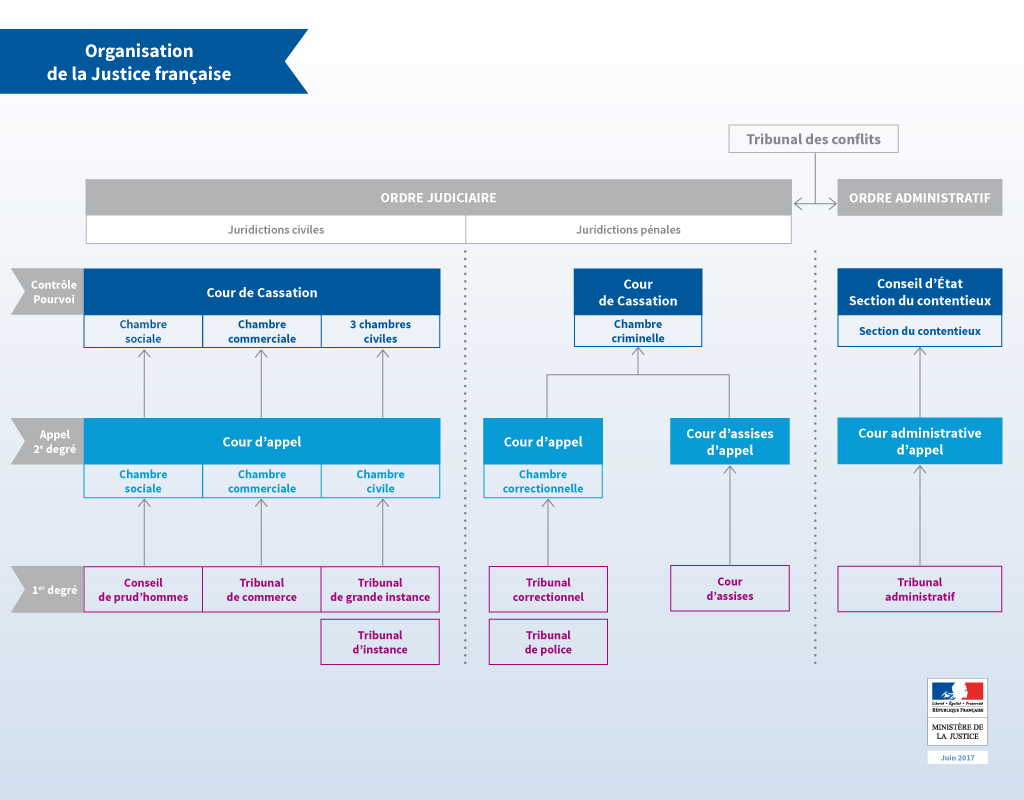 Organisation
de la Justice française
Tribunal des conflits
ORDRE JUDICIAIRE
ORDRE ADMINISTRATIF
Juridictions civiles
Juridictions pénales
Contrôle
Pourvoi
Cour de Cassation
Cour
de Cassation
Conseil d’État
Section du contentieux
Chambre
sociale
Chambre
commerciale
3 chambres
civiles
Chambre
criminelle
Section du contentieux
Appel
2e degré
Cour d’appel
Cour d’appel
Cour d’assises
d’appel
Cour administrative
d’appel
Chambre
sociale
Chambre
commerciale
Chambre
civile
Chambre
correctionnelle
1er degré
Conseil
de prud’hommes
Tribunal
de commerce
Tribunal
de grande instance
Tribunal
correctionnel
Cour
d’assises
Tribunal
administratif
Tribunal
d’instance
Tribunal
de police
Liberté • Égalité • Fraternité
RÉPUBLIQUE FRANÇAISE
MINISTÈRE DE
LA JUSTICE
Juin 2017